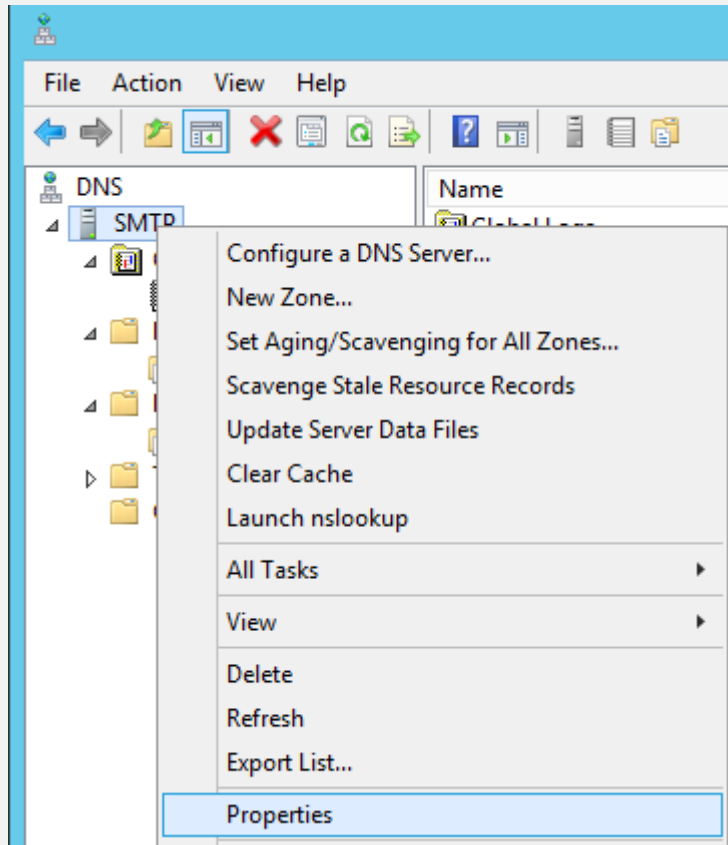 File Action View Help
DNS
Name
SMTP
Configure a DNS Server...
New Zone...
Set Aging/Scavenging for All Zones...
Scavenge Stale Resource Records
Update Server Data Files
Clear Cache
Launch nslookup
All Tasks
View
Delete
Refresh
Export List...
Properties